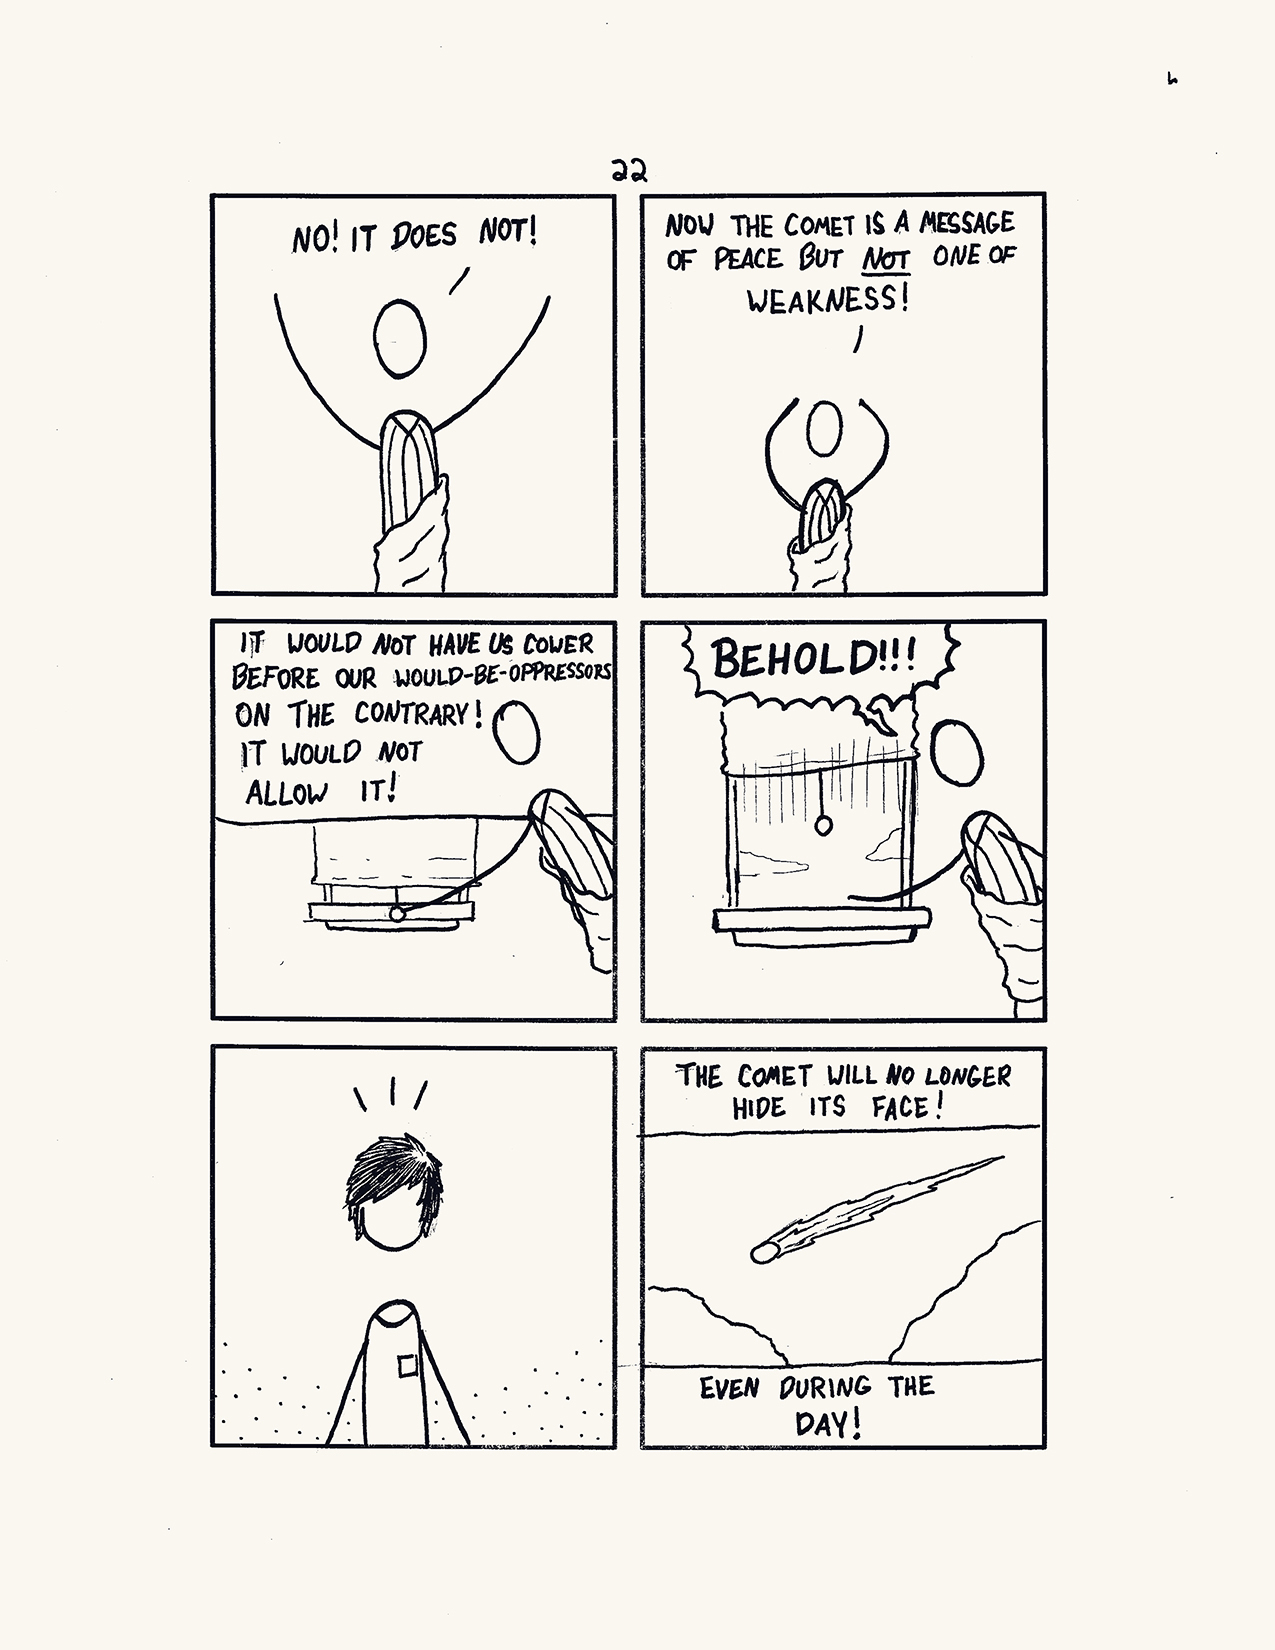 22
NO! IT DOES NOT!
NOW THE COMET IS A MESSAGE
OF PEACE BUT NOT ONE OF
WEAKNESS!
IT WOULD NOT HAVE US COWER
BEFORE OUR WOULD-BE-OPPRESSORS
ON THE CONTRARY!
IT WOULD NOT
ALLOW IT!
BEHOLD!!!
THE COMET WILL NO LONGER
HIDE ITS FACE!
EVEN DURING THE
DAY!